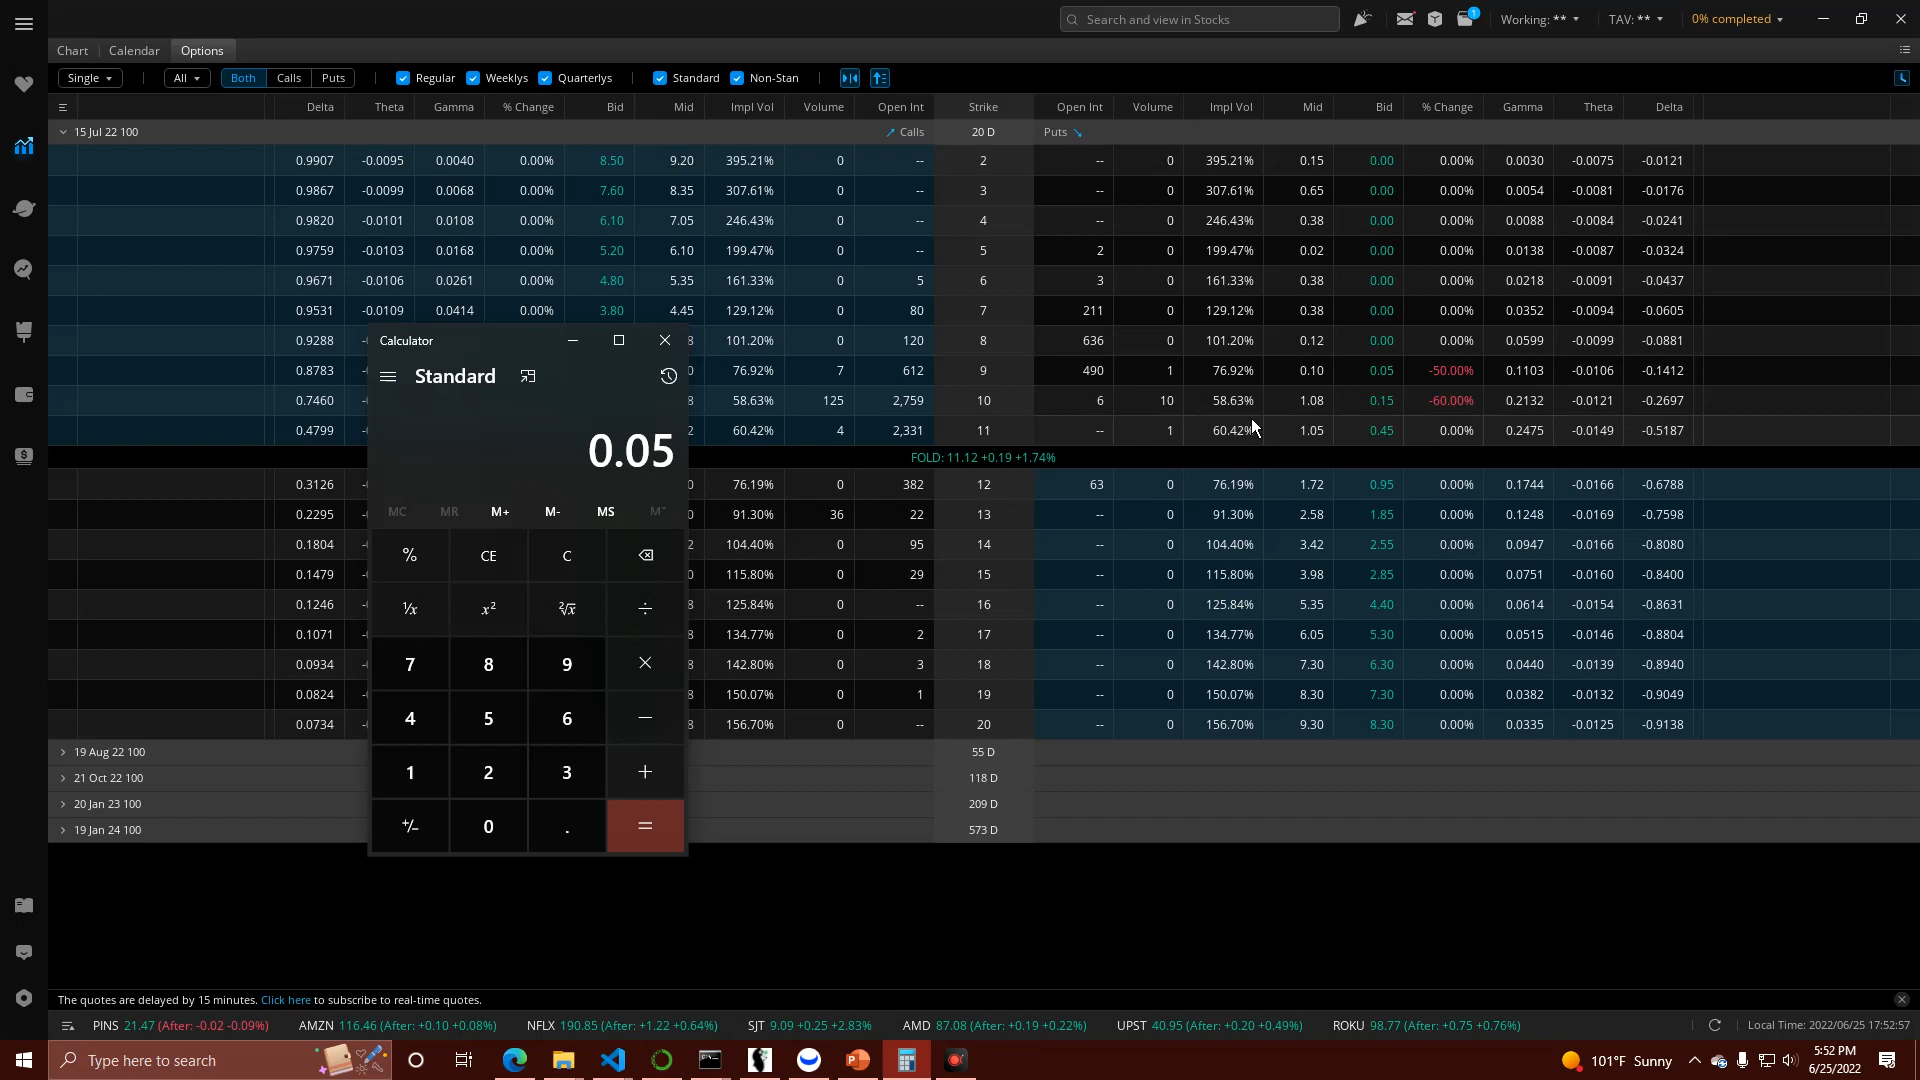 Search and view in Stocks 1 Working: ** TAV: ** 0% completed
Chart Calendar Options
Single All Both Calls Puts Regular Weeklys Quarterlys Standard Non-Stan
Delta Theta Gamma % Change Bid Mid Impl Vol Volume Open Int Strike Open Int Volume Impl Vol Mid Bid % Change Gamma Theta Delta
15 Jul 22 100 Calls 20 D Puts
0.9907 -0.0095 0.0040 0.00% 8.50 9.20 395.21% 0 -- 2 -- 0 395.21% 0.15 0.00 0.00% 0.0030 -0.0075 -0.0121
0.9867 -0.0099 0.0068 0.00% 7.60 8.35 307.61% 0 -- 3 -- 0 307.61% 0.65 0.00 0.00% 0.0054 -0.0081 -0.0176
0.9820 -0.0101 0.0108 0.00% 6.10 7.05 246.43% 0 -- 4 -- 0 246.43% 0.38 0.00 0.00% 0.0088 -0.0084 -0.0241
0.9759 -0.0103 0.0168 0.00% 5.20 6.10 199.47% 0 -- 5 2 0 199.47% 0.02 0.00 0.00% 0.0138 -0.0087 -0.0324
0.9671 -0.0106 0.0261 0.00% 4.80 5.35 161.33% 0 5 6 3 0 161.33% 0.38 0.00 0.00% 0.0218 -0.0091 -0.0437
0.9531 -0.0109 0.0414 0.00% 3.80 4.45 129.12% 0 80 7 211 0 129.12% 0.38 0.00 0.00% 0.0352 -0.0094 -0.0605
0.9288 101.20% 0 120 8 636 0 101.20% 0.12 0.00 0.00% 0.0599 -0.0099 -0.0881
0.8783 76.92% 7 612 9 490 1 76.92% 0.10 0.05 -50.00% 0.1103 -0.0106 -0.1412
0.7460 58.63% 125 2,759 10 6 10 58.63% 1.08 0.15 -60.00% 0.2132 -0.0121 -0.2697
0.4799 60.42% 4 2,331 11 -- 1 60.42% 1.05 0.45 0.00% 0.2475 -0.0149 -0.5187
FOLD: 11.12 +0.19 +1.74%
0.3126 76.19% 0 382 12 63 0 76.19% 1.72 0.95 0.00% 0.1744 -0.0166 -0.6788
0.2295 91.30% 36 22 13 -- 0 91.30% 2.58 1.85 0.00% 0.1248 -0.0169 -0.7598
0.1804 104.40% 0 95 14 -- 0 104.40% 3.42 2.55 0.00% 0.0947 -0.0166 -0.8080
0.1479 115.80% 0 29 15 -- 0 115.80% 3.98 2.85 0.00% 0.0751 -0.0160 -0.8400
0.1246 125.84% 0 -- 16 -- 0 125.84% 5.35 4.40 0.00% 0.0614 -0.0154 -0.8631
0.1071 134.77% 0 2 17 -- 0 134.77% 6.05 5.30 0.00% 0.0515 -0.0146 -0.8804
0.0934 142.80% 0 3 18 -- 0 142.80% 7.30 6.30 0.00% 0.0440 -0.0139 -0.8940
0.0824 150.07% 0 1 19 -- 0 150.07% 8.30 7.30 0.00% 0.0382 -0.0132 -0.9049
0.0734 156.70% 0 -- 20 -- 0 156.70% 9.30 8.30 0.00% 0.0335 -0.0125 -0.9138
19 Aug 22 100 55 D
21 Oct 22 100 118 D
20 Jan 23 100 209 D
19 Jan 24 100 573 D
Calculator
Standard
0.05
MC MR M+ M- MS M˅
% CE C
⅟x x² ²√x ÷
7 8 9 ×
4 5 6 −
1 2 3 +
+/− 0 . =
The quotes are delayed by 15 minutes. Click here to subscribe to real-time quotes.
PINS 21.47 (After: -0.02 -0.09%) AMZN 116.46 (After: +0.10 +0.08%) NFLX 190.85 (After: +1.22 +0.64%) SJT 9.09 +0.25 +2.83% AMD 87.08 (After: +0.19 +0.22%) UPST 40.95 (After: +0.20 +0.49%) ROKU 98.77 (After: +0.75 +0.76%) Local Time: 2022/06/25 17:52:57
Type here to search 101°F Sunny 5:52 PM
6/25/2022